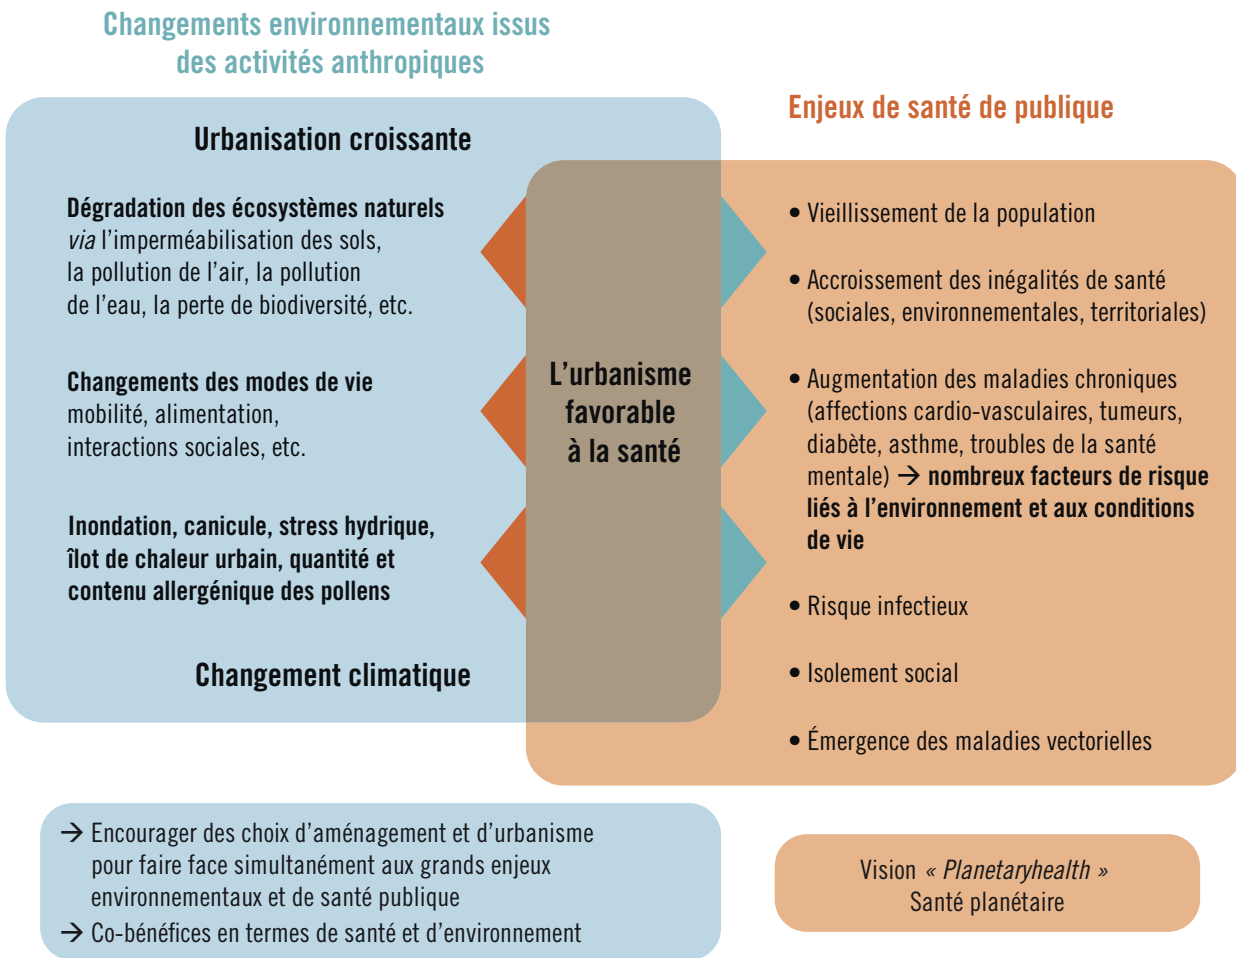 Changements environnementaux issus
des activités anthropiques
Urbanisation croissante
Dégradation des écosystèmes naturels
via l'imperméabilisation des sols,
la pollution de l'air, la pollution
de l'eau, la perte de biodiversité, etc.
Changements des modes de vie
mobilité, alimentation,
interactions sociales, etc.
Inondation, canicule, stress hydrique,
îlot de chaleur urbain, quantité et
contenu allergénique des pollens
Changement climatique
L'urbanisme
favorable
à la santé
Enjeux de santé de publique
• Vieillissement de la population
• Accroissement des inégalités de santé
(sociales, environnementales, territoriales)
• Augmentation des maladies chroniques
(affections cardio-vasculaires, tumeurs,
diabète, asthme, troubles de la santé
mentale) → nombreux facteurs de risque
liés à l'environnement et aux conditions
de vie
• Risque infectieux
• Isolement social
• Émergence des maladies vectorielles
→ Encourager des choix d'aménagement et d'urbanisme
pour faire face simultanément aux grands enjeux
environnementaux et de santé publique
→ Co-bénéfices en termes de santé et d'environnement
Vision « Planetaryhealth »
Santé planétaire